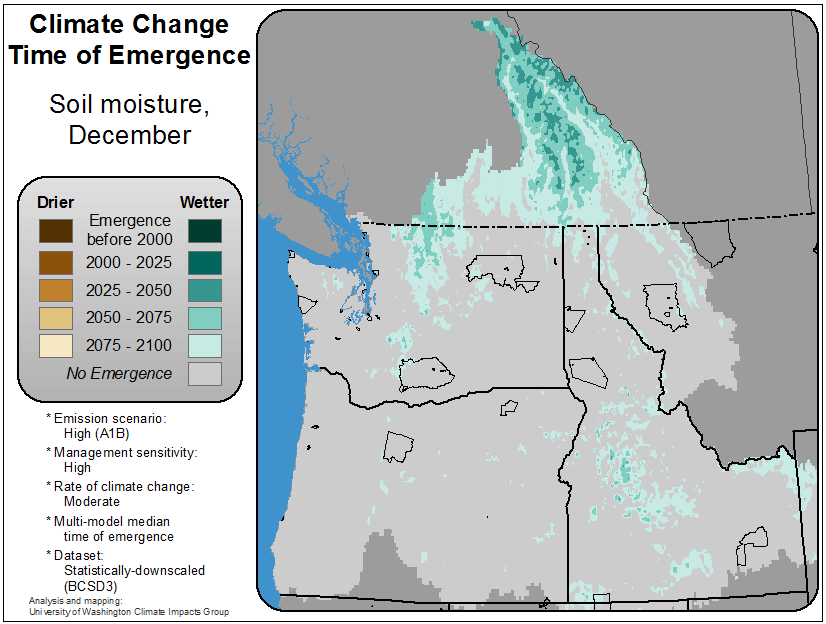 Climate Change
Time of Emergence
Soil moisture,
December
Drier
Wetter
Emergence
before 2000
2000 - 2025
2025 - 2050
2050 - 2075
2075 - 2100
No Emergence
* Emission scenario:
High (A1B)
* Management sensitivity:
High
* Rate of climate change:
Moderate
* Multi-model median
time of emergence
* Dataset:
Statistically-downscaled
(BCSD3)
Analysis and mapping:
University of Washington Climate Impacts Group